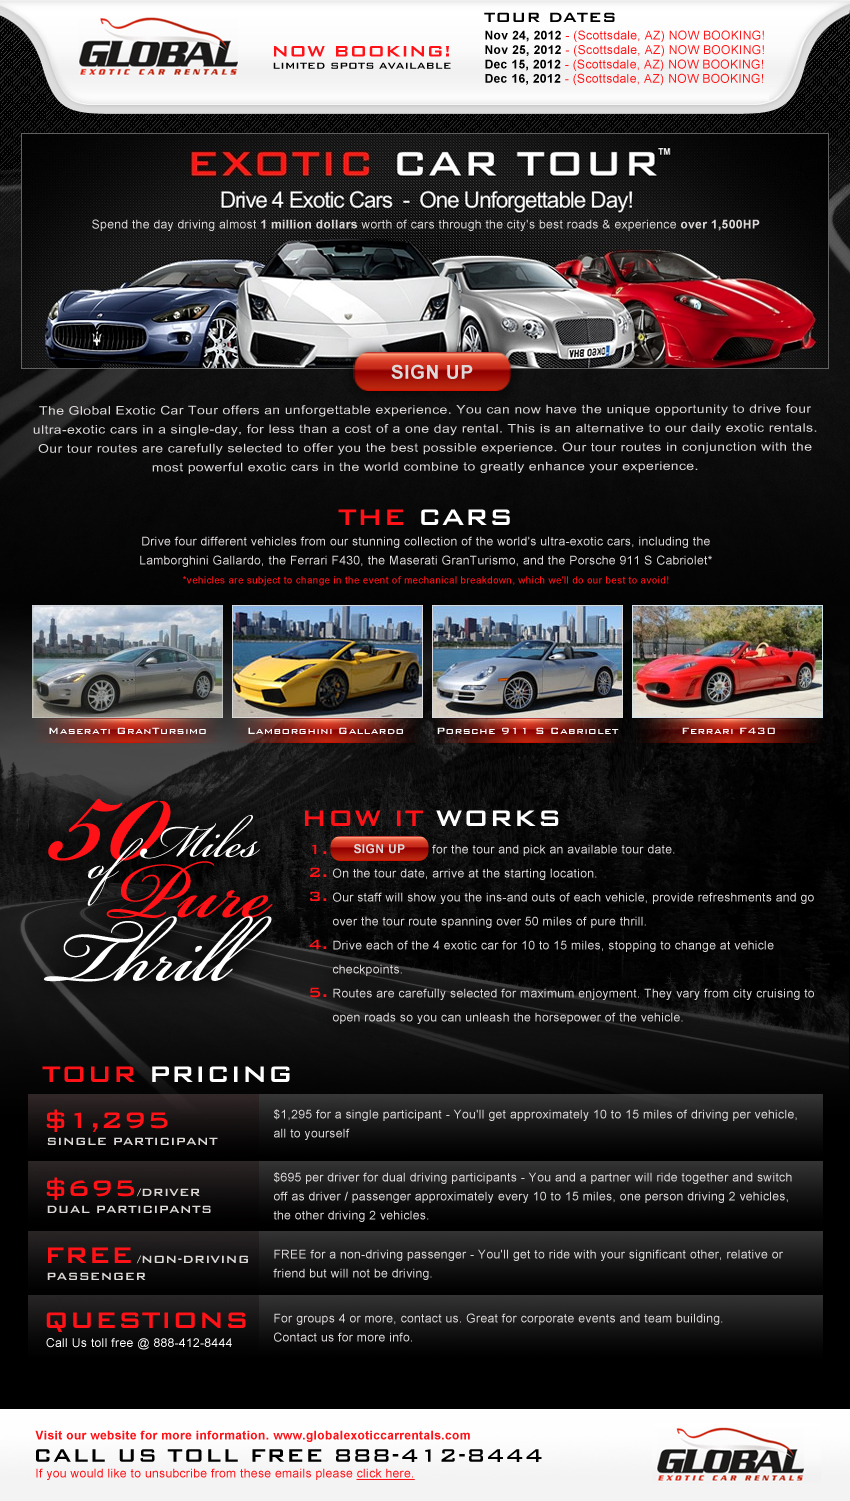 GLOBAL
EXOTIC CAR RENTALS
NOW BOOKING!
LIMITED SPOTS AVAILABLE
TOUR DATES
Nov 24, 2012 - (Scottsdale, AZ) NOW BOOKING!
Nov 25, 2012 - (Scottsdale, AZ) NOW BOOKING!
Dec 15, 2012 - (Scottsdale, AZ) NOW BOOKING!
Dec 16, 2012 - (Scottsdale, AZ) NOW BOOKING!
EXOTIC CAR TOUR™
Drive 4 Exotic Cars - One Unforgettable Day!
Spend the day driving almost 1 million dollars worth of cars through the city's best roads & experience over 1,500HP
SIGN UP
The Global Exotic Car Tour offers an unforgettable experience. You can now have the unique opportunity to drive four
ultra-exotic cars in a single-day, for less than a cost of a one day rental. This is an alternative to our daily exotic rentals.
Our tour routes are carefully selected to offer you the best possible experience. Our tour routes in conjunction with the
most powerful exotic cars in the world combine to greatly enhance your experience.
THE CARS
Drive four different vehicles from our stunning collection of the world's ultra-exotic cars, including the
Lamborghini Gallardo, the Ferrari F430, the Maserati GranTurismo, and the Porsche 911 S Cabriolet*
*vehicles are subject to change in the event of mechanical breakdown, which we'll do our best to avoid!
Maserati GranTursimo
Lamborghini Gallardo
Porsche 911 S Cabriolet
Ferrari F430
50 Miles
of
Pure
Thrill
HOW IT WORKS
1. SIGN UP for the tour and pick an available tour date.
2. On the tour date, arrive at the starting location.
3. Our staff will show you the ins-and outs of each vehicle, provide refreshments and go
over the tour route spanning over 50 miles of pure thrill.
4. Drive each of the 4 exotic car for 10 to 15 miles, stopping to change at vehicle
checkpoints.
5. Routes are carefully selected for maximum enjoyment. They vary from city cruising to
open roads so you can unleash the horsepower of the vehicle.
TOUR PRICING
$1,295
SINGLE PARTICIPANT
$1,295 for a single participant - You'll get approximately 10 to 15 miles of driving per vehicle,
all to yourself
$695/DRIVER
DUAL PARTICIPANTS
$695 per driver for dual driving participants - You and a partner will ride together and switch
off as driver / passenger approximately every 10 to 15 miles, one person driving 2 vehicles,
the other driving 2 vehicles.
FREE/NON-DRIVING
PASSENGER
FREE for a non-driving passenger - You'll get to ride with your significant other, relative or
friend but will not be driving.
QUESTIONS
Call Us toll free @ 888-412-8444
For groups 4 or more, contact us. Great for corporate events and team building.
Contact us for more info.
Visit our website for more information. www.globalexoticcarrentals.com
CALL US TOLL FREE 888-412-8444
If you would like to unsubcribe from these emails please click here.
GLOBAL
EXOTIC CAR RENTALS